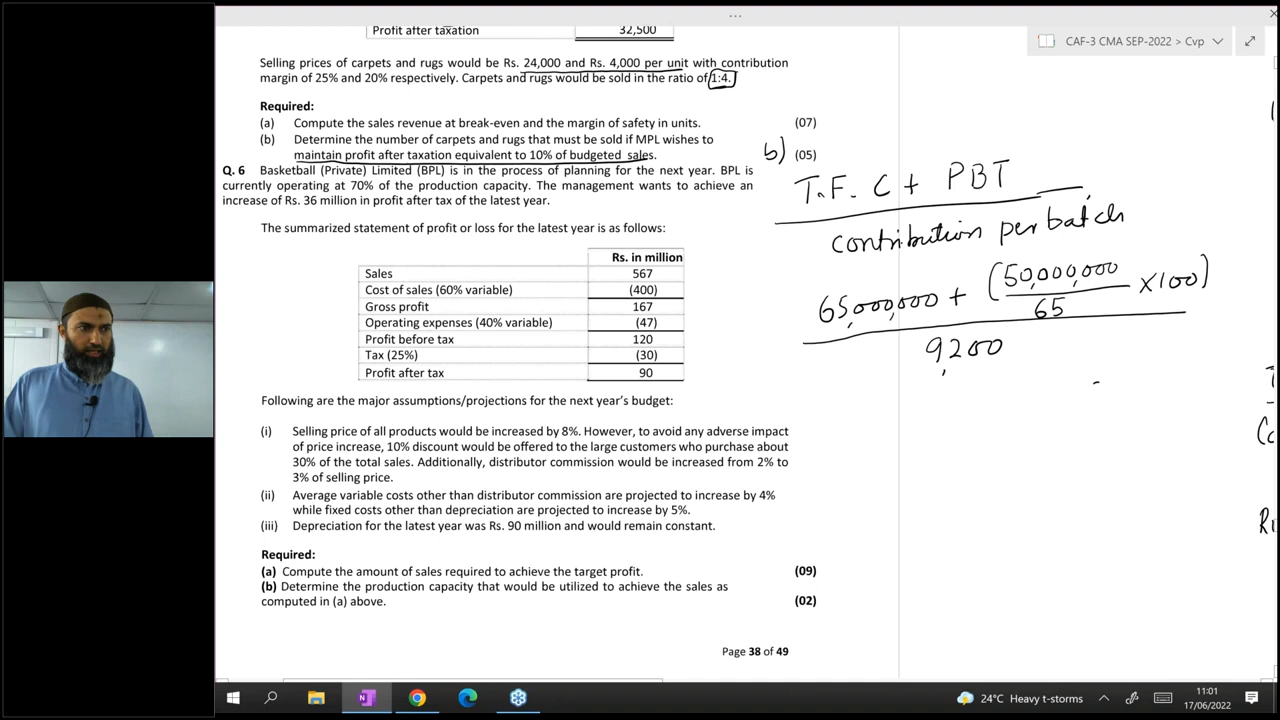 Profit after taxation 32,500
CAF-3 CMA SEP-2022 > Cvp
Selling prices of carpets and rugs would be Rs. 24,000 and Rs. 4,000 per unit with contribution
margin of 25% and 20% respectively. Carpets and rugs would be sold in the ratio of 1:4.
Required:
(a) Compute the sales revenue at break-even and the margin of safety in units. (07)
(b) Determine the number of carpets and rugs that must be sold if MPL wishes to
maintain profit after taxation equivalent to 10% of budgeted sales. (05)
Q. 6 Basketball (Private) Limited (BPL) is in the process of planning for the next year. BPL is
currently operating at 70% of the production capacity. The management wants to achieve an
increase of Rs. 36 million in profit after tax of the latest year.
The summarized statement of profit or loss for the latest year is as follows:
Rs. in million
Sales 567
Cost of sales (60% variable) (400)
Gross profit 167
Operating expenses (40% variable) (47)
Profit before tax 120
Tax (25%) (30)
Profit after tax 90
Following are the major assumptions/projections for the next year's budget:
(i) Selling price of all products would be increased by 8%. However, to avoid any adverse impact
of price increase, 10% discount would be offered to the large customers who purchase about
30% of the total sales. Additionally, distributor commission would be increased from 2% to
3% of selling price.
(ii) Average variable costs other than distributor commission are projected to increase by 4%
while fixed costs other than depreciation are projected to increase by 5%.
(iii) Depreciation for the latest year was Rs. 90 million and would remain constant.
Required:
(a) Compute the amount of sales required to achieve the target profit. (09)
(b) Determine the production capacity that would be utilized to achieve the sales as
computed in (a) above. (02)
Page 38 of 49
b)
T.F. C + PBT
contribution per batch
65,000,000 + (50,000,000 / 65 × 100)
9,200
24°C Heavy t-storms
11:01
17/06/2022